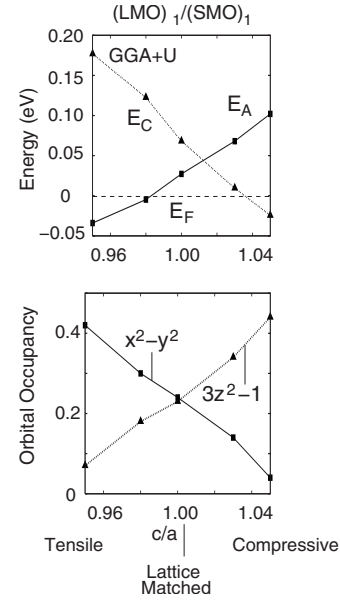 (LMO)₁/(SMO)₁
0.20
GGA+U
0.15
E_C
E_A
0.10
Energy (eV)
0.05
0
E_F
−0.05
0.96 1.00 1.04
0.4
x²−y²
Orbital Occupancy
0.2
3z²−1
0
0.96 1.00 1.04
c/a
Tensile Compressive
Lattice
Matched